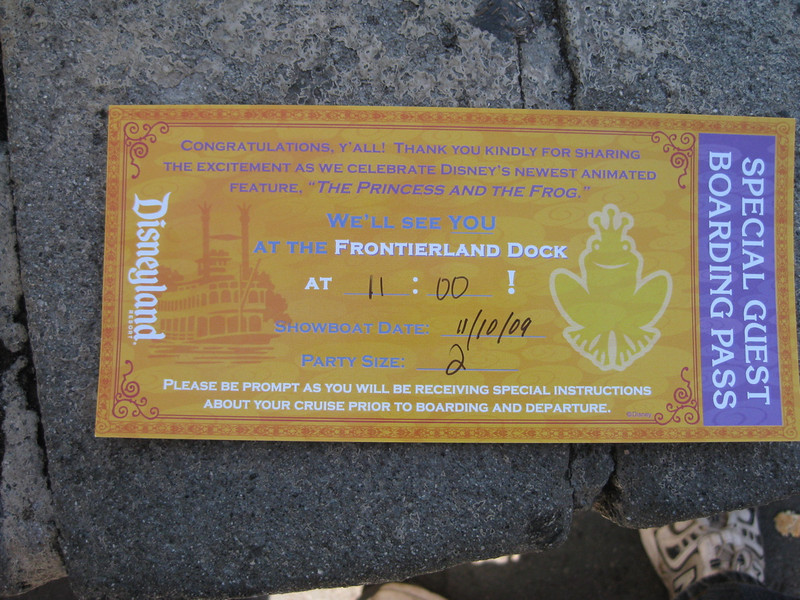 Congratulations, y'all! Thank you kindly for sharing
the excitement as we celebrate Disney's newest animated
feature, "The Princess and the Frog."
We'll see YOU
at the Frontierland Dock
at 11 : 00 !
Showboat Date: 11/10/09
Party Size: 2
Please be prompt as you will be receiving special instructions
about your cruise prior to boarding and departure.
©Disney
Disneyland
RESORT
SPECIAL GUEST
BOARDING PASS